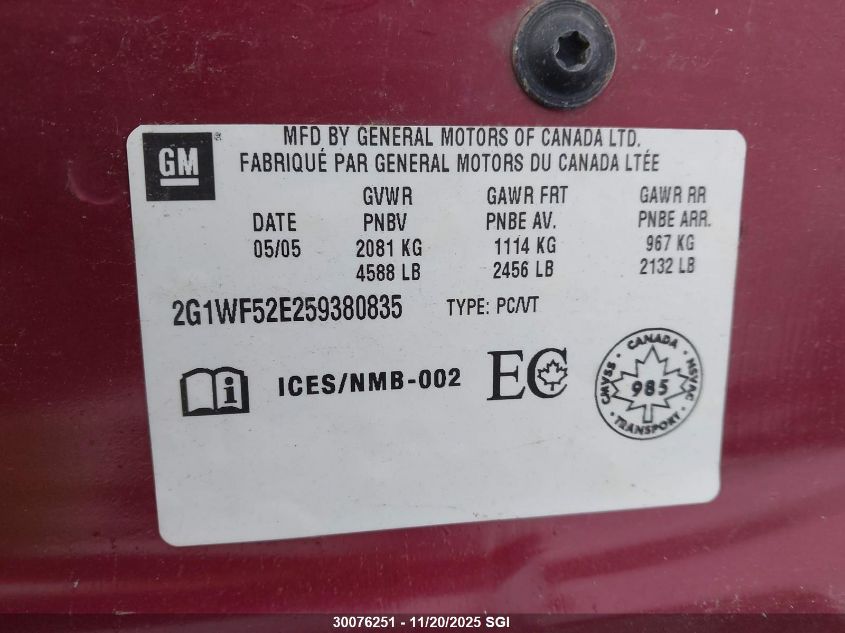 GM
MFD BY GENERAL MOTORS OF CANADA LTD.
FABRIQUÉ PAR GENERAL MOTORS DU CANADA LTÉE
GVWR GAWR FRT GAWR RR
DATE PNBV PNBE AV. PNBE ARR.
05/05 2081 KG 1114 KG 967 KG
4588 LB 2456 LB 2132 LB
2G1WF52E259380835 TYPE: PC/VT
i ICES/NMB-002 EC
CANADA
CMVSS 985 NSVAC
TRANSPORT
30076251 - 11/20/2025 SGI